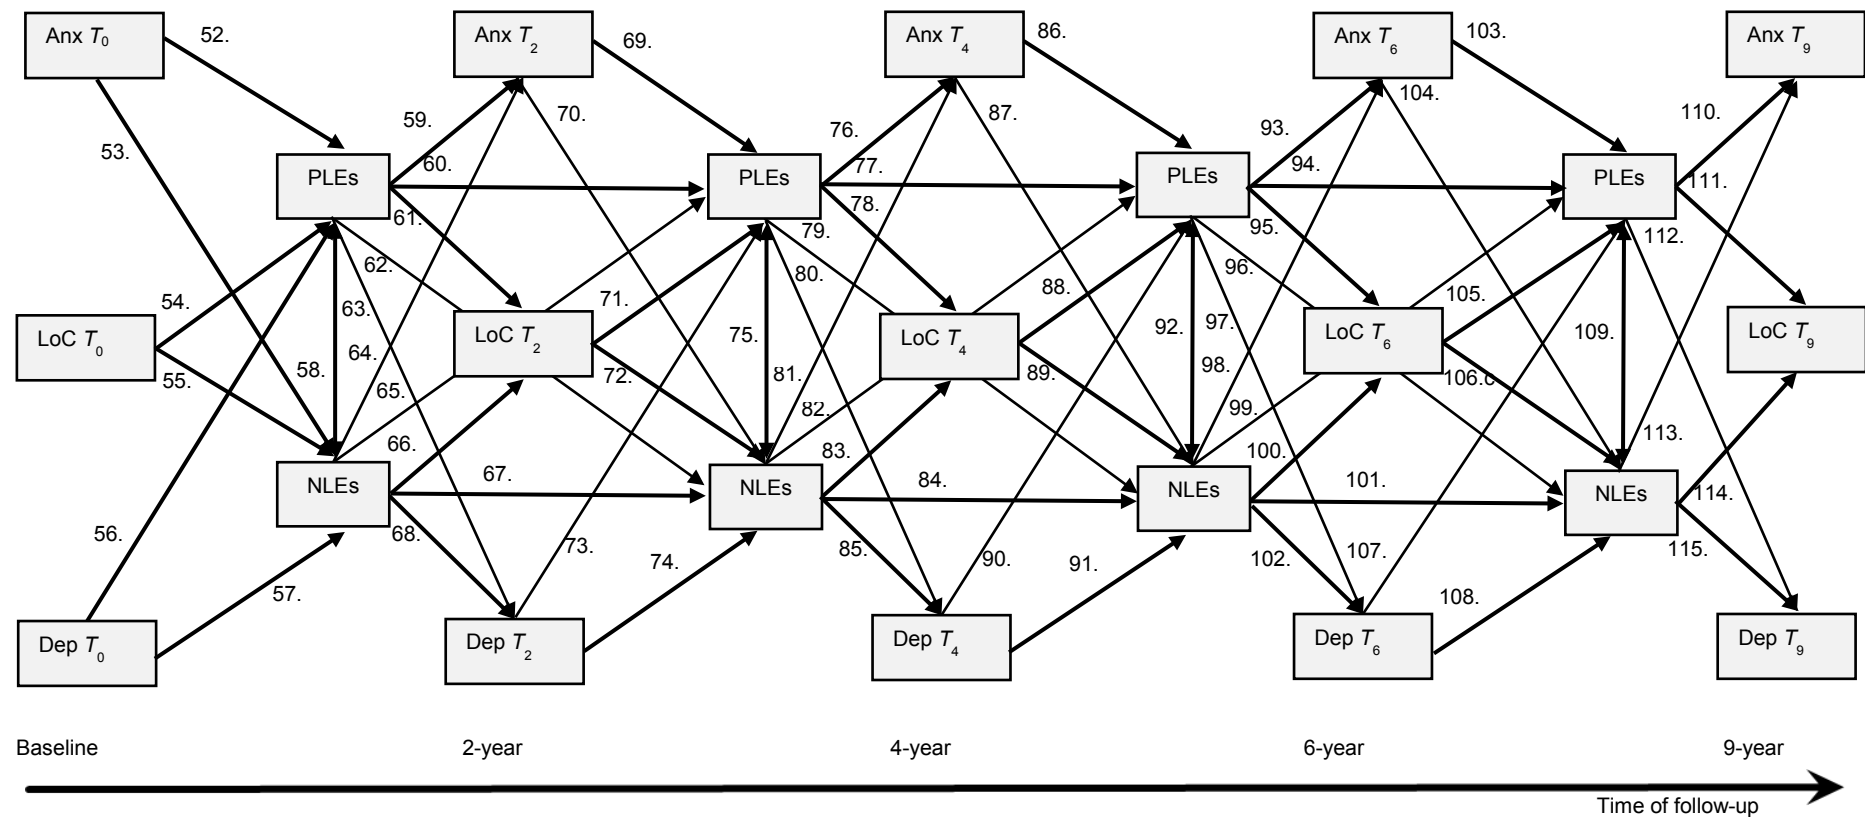 Anx T0
52.
Anx T2
69.
Anx T4
86.
Anx T6
103.
Anx T9
53.
59.
70.
76.
87.
93.
104.
110.
PLEs
60.
PLEs
77.
PLEs
94.
PLEs
111.
61.
78.
95.
112.
54.
62.
79.
96.
63.
71.
80.
88.
97.
105.
LoC T0
58.
64.
LoC T2
75.
LoC T4
92.
98.
LoC T6
109.
LoC T9
55.
65.
72.
81.
89.
99.
106.c
66.
82.
83.
100.
113.
NLEs
67.
NLEs
84.
NLEs
101.
NLEs
114.
56.
68.
73.
74.
85.
90.
91.
102.
107.
108.
115.
57.
Dep T0
Dep T2
Dep T4
Dep T6
Dep T9
Baseline
2-year
4-year
6-year
9-year
Time of follow-up